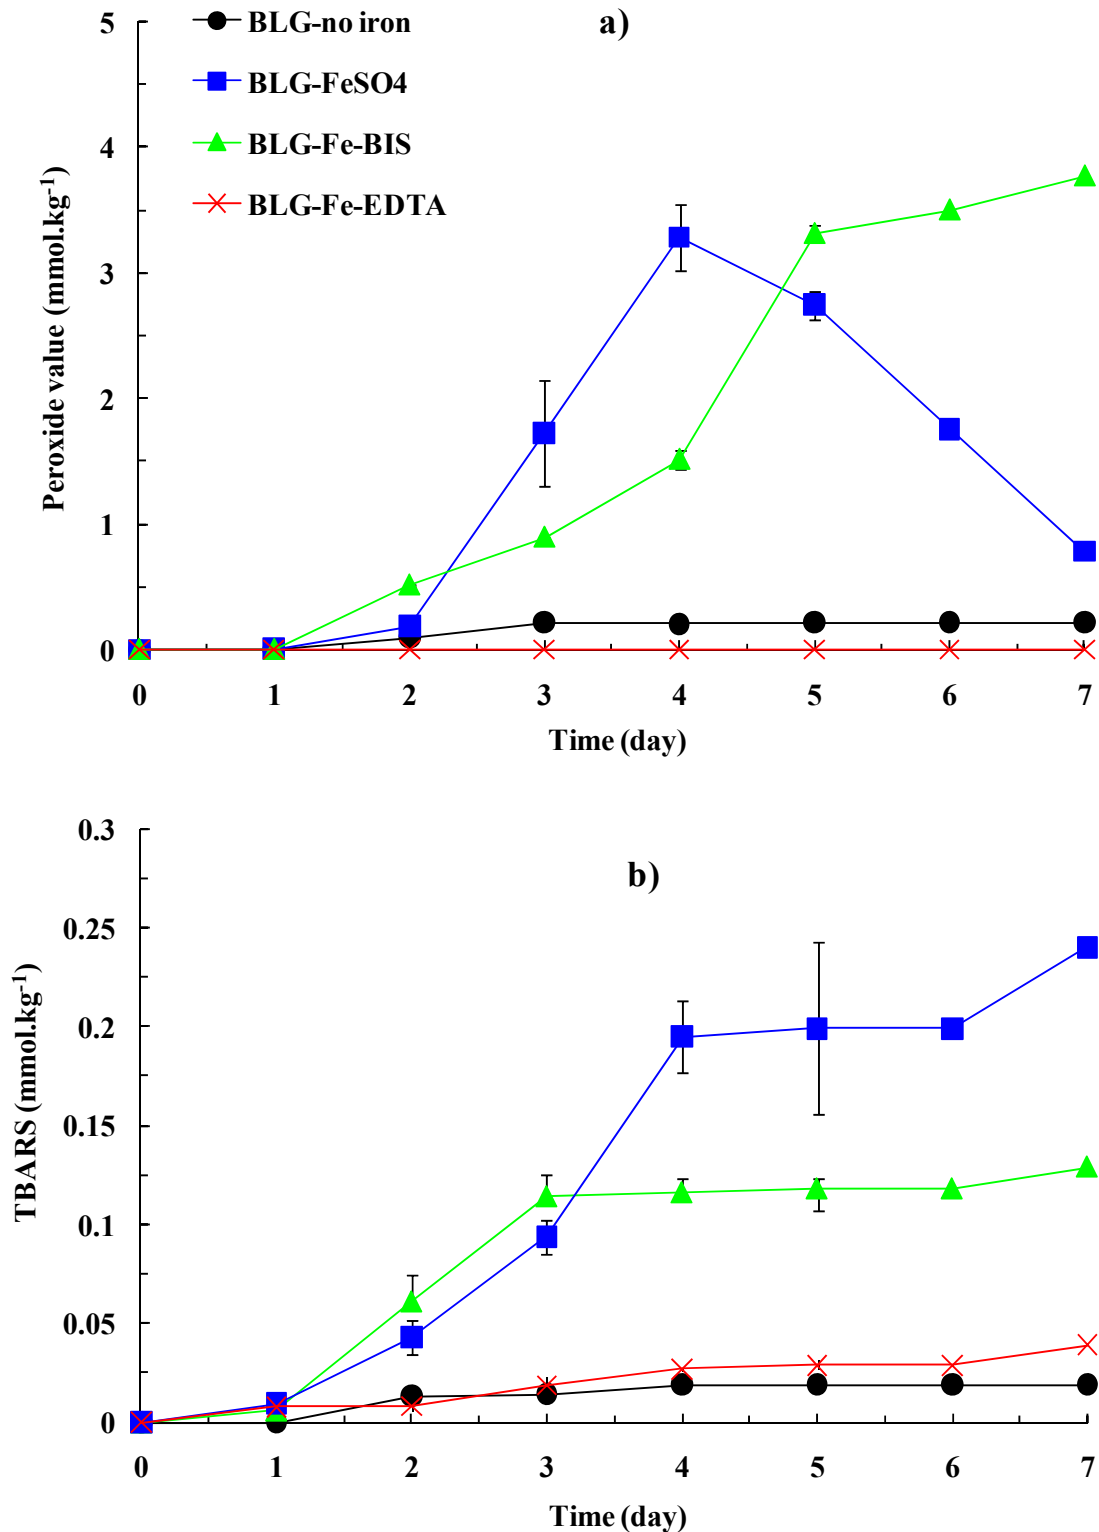 a)
BLG-no iron
BLG-FeSO4
BLG-Fe-BIS
BLG-Fe-EDTA
Peroxide value (mmol.kg⁻¹)
5
4
3
2
1
0
0 1 2 3 4 5 6 7
Time (day)
b)
TBARS (mmol.kg⁻¹)
0.3
0.25
0.2
0.15
0.1
0.05
0
0 1 2 3 4 5 6 7
Time (day)